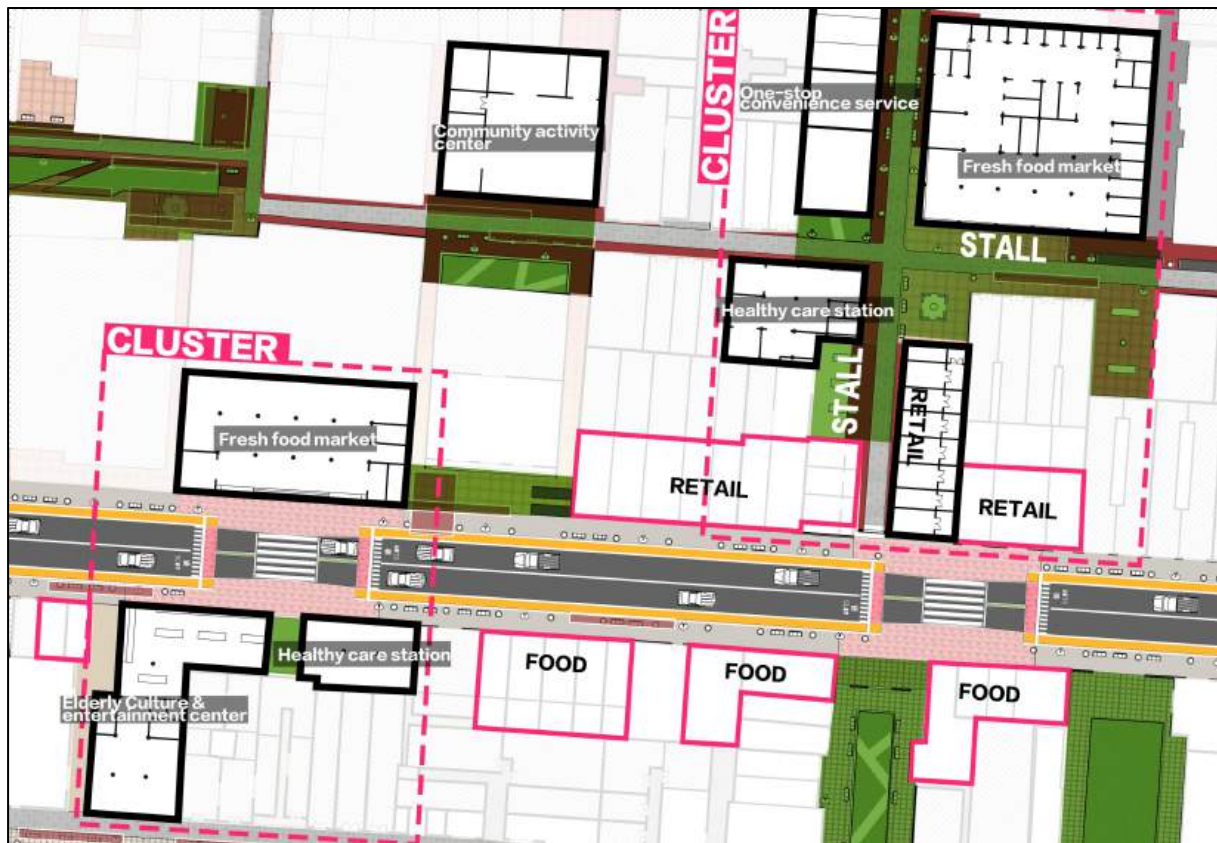 CLUSTER
One-stop
convenience service
Community activity
center
Fresh food market
STALL
Healthy care station
CLUSTER
STALL
RETAIL
Fresh food market
RETAIL
RETAIL
Healthy care station
FOOD
FOOD
FOOD
Elderly Culture &
entertainment center